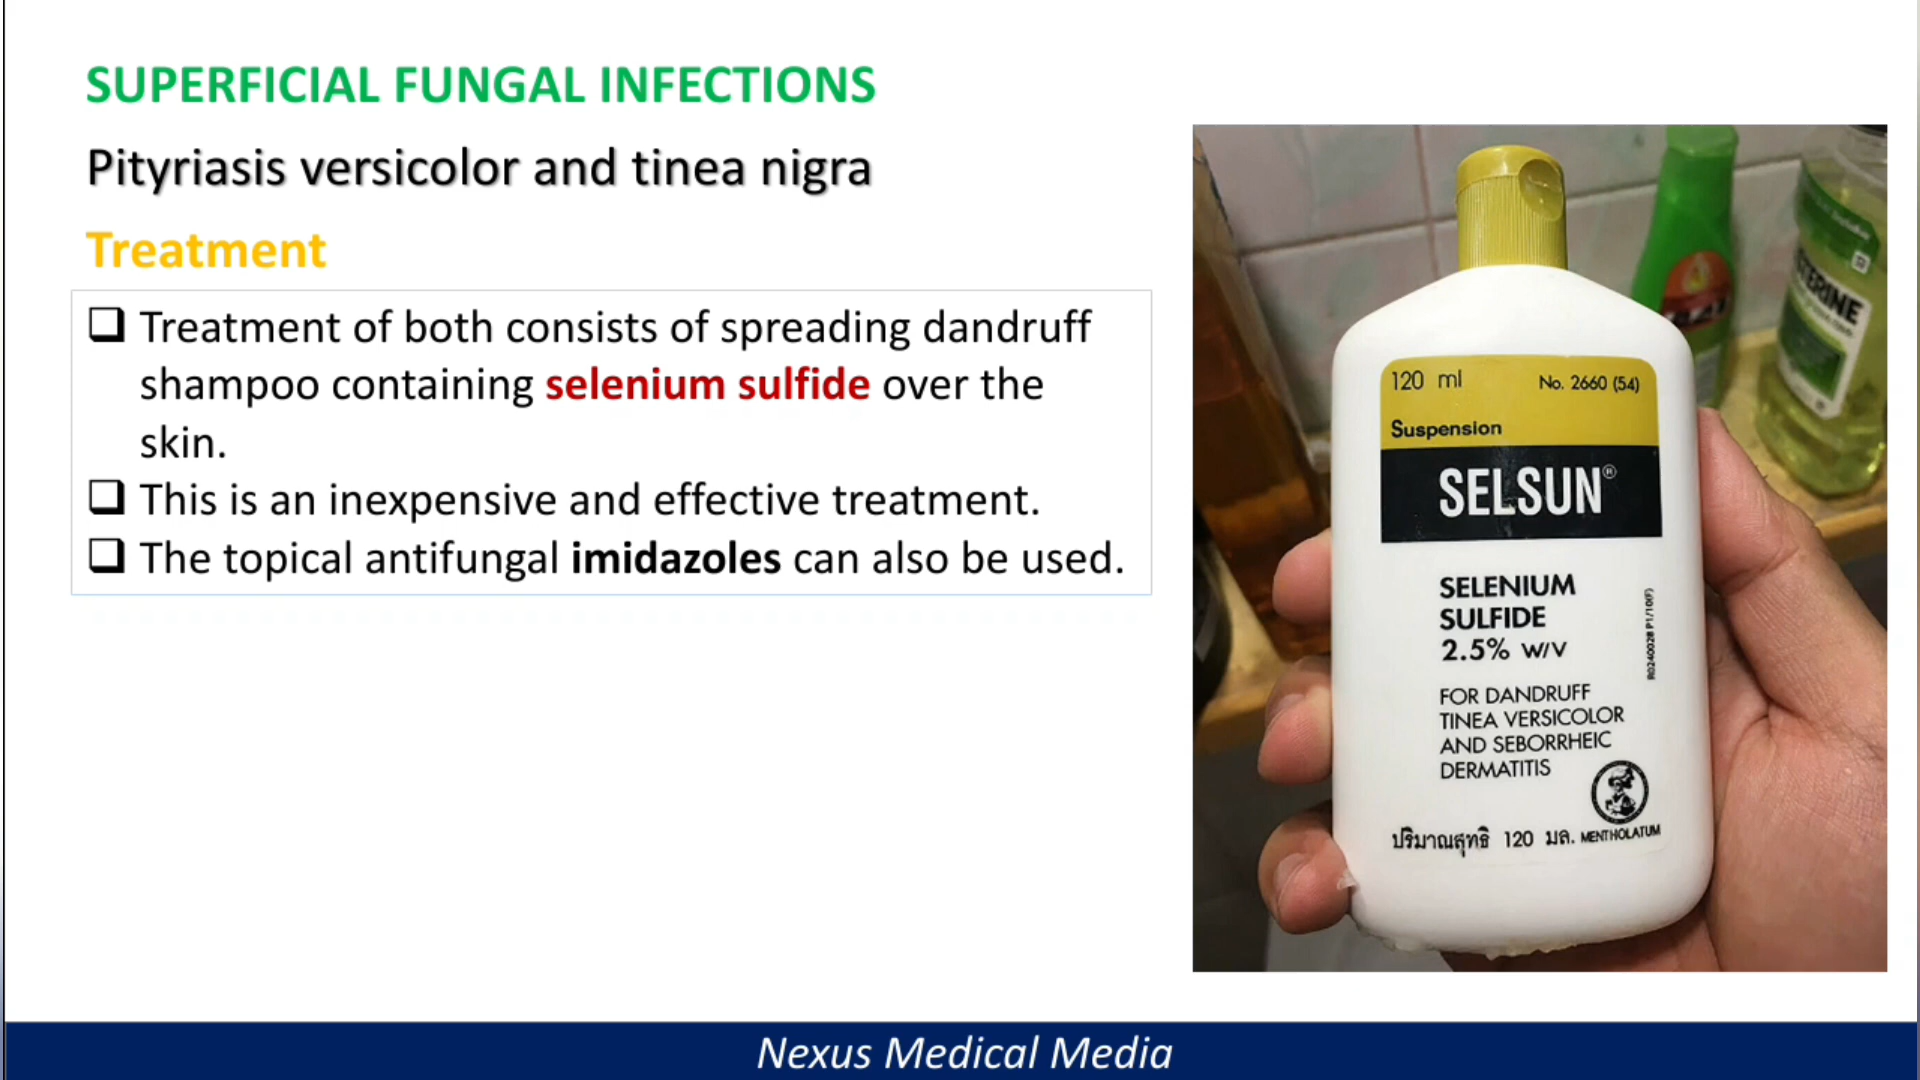 SUPERFICIAL FUNGAL INFECTIONS
Pityriasis versicolor and tinea nigra
Treatment
Treatment of both consists of spreading dandruff
shampoo containing selenium sulfide over the
skin.
This is an inexpensive and effective treatment.
The topical antifungal imidazoles can also be used.
120 ml No. 2660 (54)
Suspension
SELSUN®
SELENIUM
SULFIDE
2.5% W/V
FOR DANDRUFF
TINEA VERSICOLOR
AND SEBORRHEIC
DERMATITIS
ปริมาณสุทธิ 120 มล. MENTHOLATUM
Nexus Medical Media